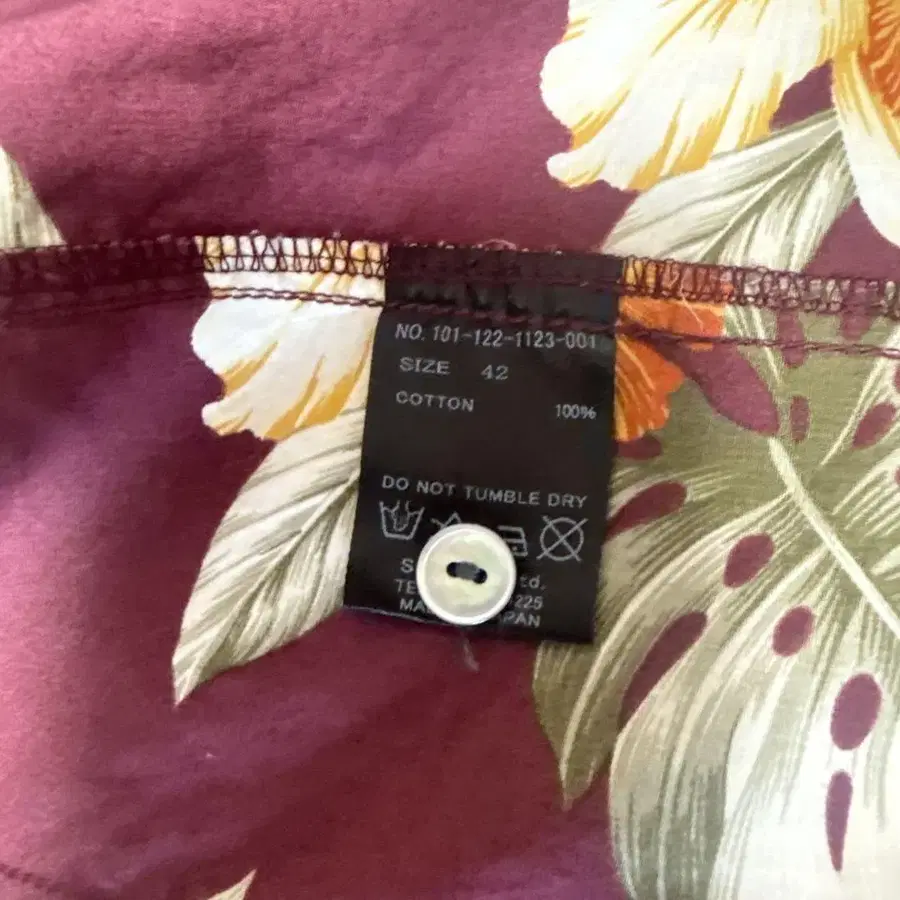 NO. 101-122-1123-001
SIZE 42
COTTON 100%
DO NOT TUMBLE DRY